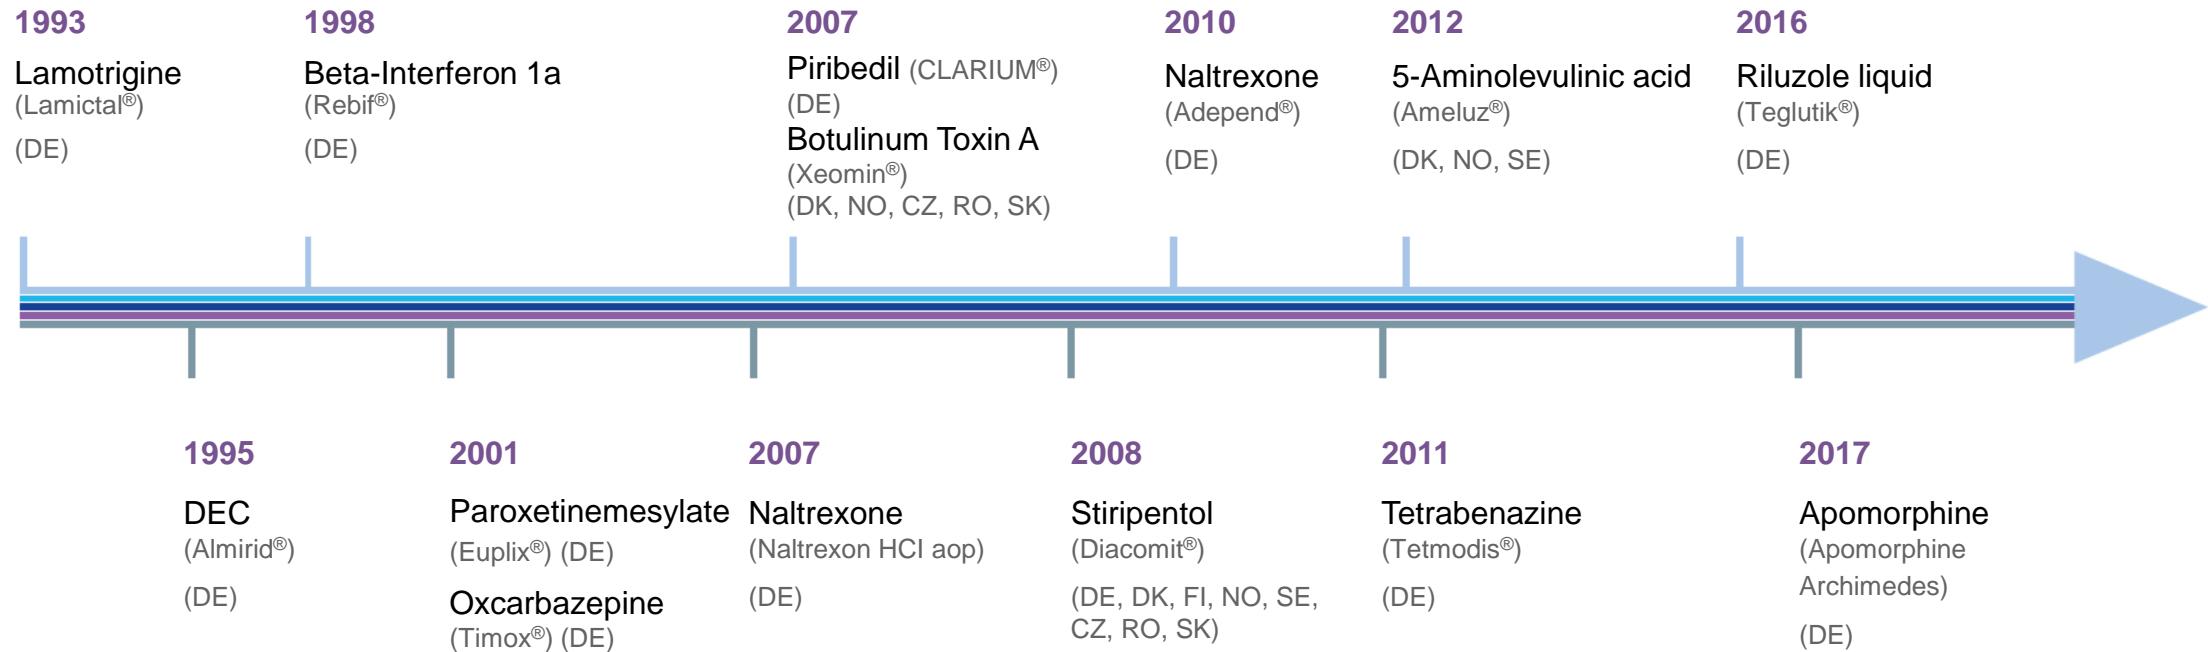 1993
Lamotrigine
(Lamictal®)
(DE)
1998
Beta-Interferon 1a
(Rebif®)
(DE)
2007
Piribedil (CLARIUM®)
(DE)
Botulinum Toxin A
(Xeomin®)
(DK, NO, CZ, RO, SK)
2010
Naltrexone
(Adepend®)
(DE)
2012
5-Aminolevulinic acid
(Ameluz®)
(DK, NO, SE)
2016
Riluzole liquid
(Teglutik®)
(DE)
1995
DEC
(Almirid®)
(DE)
2001
Paroxetinemesylate
(Euplix®) (DE)
Oxcarbazepine
(Timox®) (DE)
2007
Naltrexone
(Naltrexon HCI aop)
(DE)
2008
Stiripentol
(Diacomit®)
(DE, DK, FI, NO, SE,
CZ, RO, SK)
2011
Tetrabenazine
(Tetmodis®)
(DE)
2017
Apomorphine
(Apomorphine
Archimedes)
(DE)